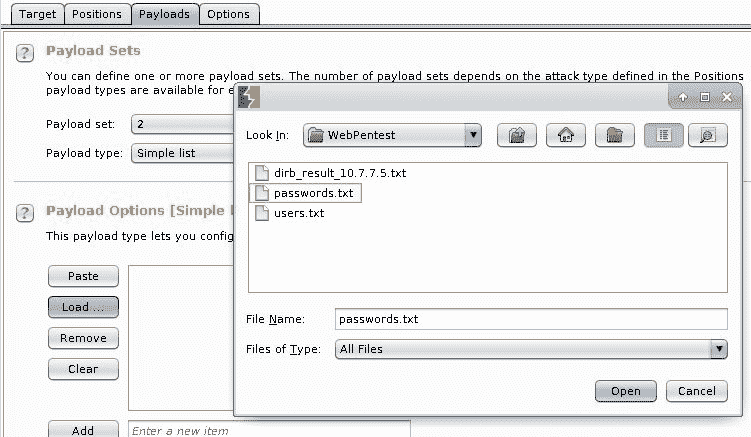 Target Positions Payloads Options
? Payload Sets
You can define one or more payload sets. The number of payload sets depends on the attack type defined in the Positions
payload types are available for e
Payload set: 2
Payload type: Simple list
? Payload Options [Simple l
This payload type lets you config
Paste
Load ...
Remove
Clear
Add Enter a new item
Look In: WebPentest
dirb_result_10.7.7.5.txt
passwords.txt
users.txt
File Name: passwords.txt
Files of Type: All Files
Open Cancel